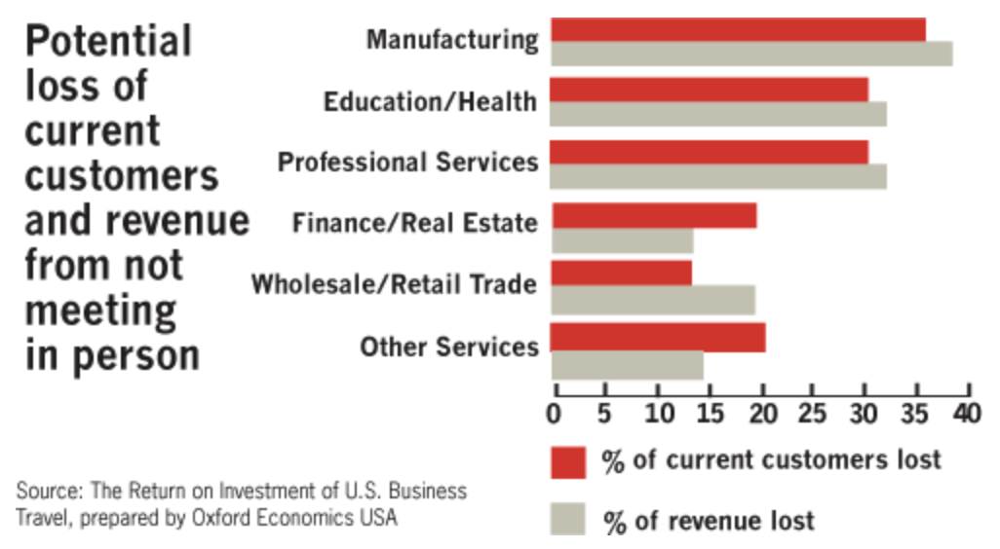 Potential
loss of
current
customers
and revenue
from not
meeting
in person
Manufacturing
Education/Health
Professional Services
Finance/Real Estate
Wholesale/Retail Trade
Other Services
0 5 10 15 20 25 30 35 40
% of current customers lost
% of revenue lost
Source: The Return on Investment of U.S. Business
Travel, prepared by Oxford Economics USA